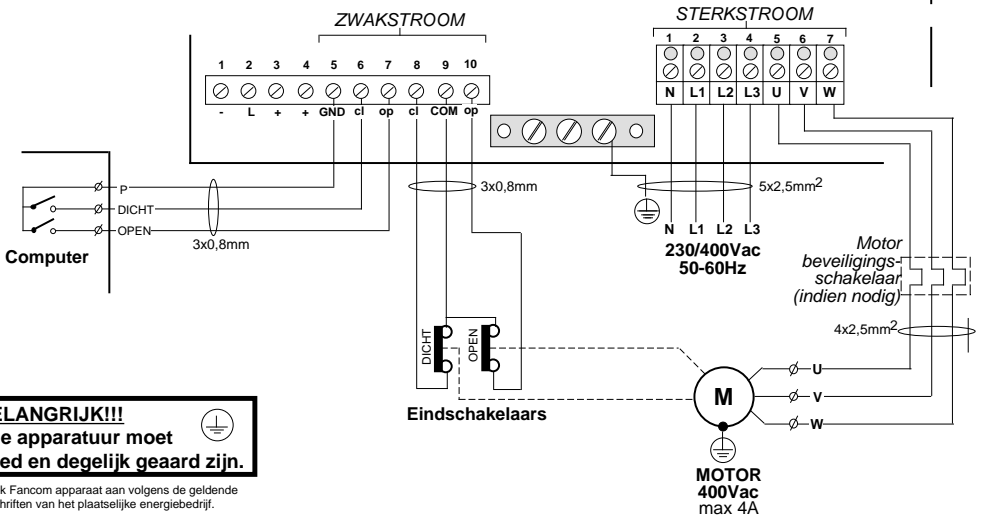 ZWAKSTROOM
STERKSTROOM
1 2 3 4 5 6 7 8 9 10
- L + + GND cl op cl COM op
1 2 3 4 5 6 7
N L1 L2 L3 U V W
P
DICHT
OPEN
Computer
3x0,8mm
3x0,8mm
5x2,5mm²
N L1 L2 L3
230/400Vac
50-60Hz
Motor
beveiligings-
schakelaar
(indien nodig)
4x2,5mm²
DICHT
OPEN
Eindschakelaars
M
U
V
W
MOTOR
400Vac
max 4A
ELANGRIJK!!!
e apparatuur moet
ed en degelijk geaard zijn.
k Fancom apparaat aan volgens de geldende
hriften van het plaatselijke energiebedrijf.